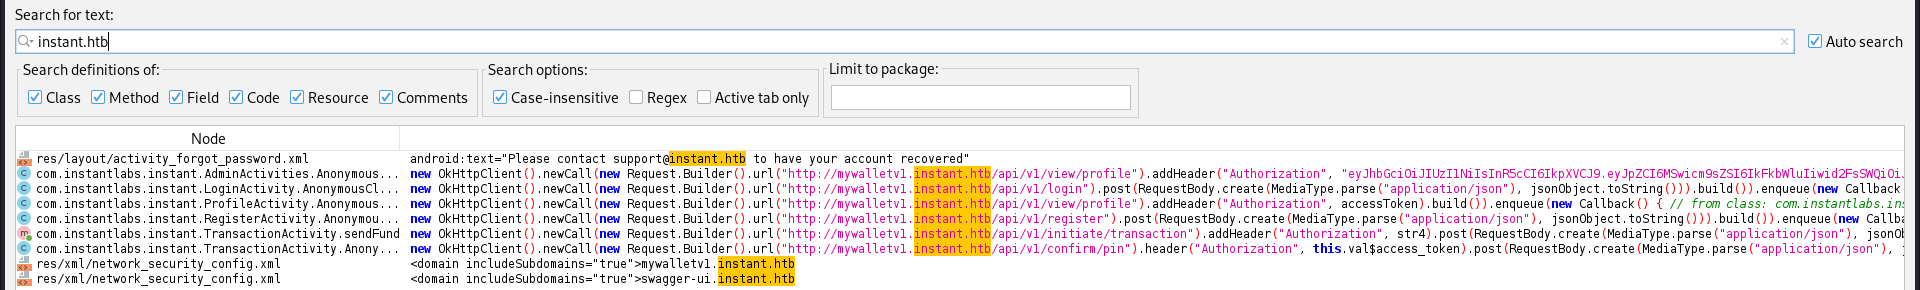 Search for text:
instant.htb
Auto search
Search definitions of:
Search options:
Limit to package:
Class Method Field Code Resource Comments
Case-insensitive Regex Active tab only
Node
res/layout/activity_forgot_password.xml android:text="Please contact support@instant.htb to have your account recovered"
com.instantlabs.instant.AdminActivities.Anonymous... new OkHttpClient().newCall(new Request.Builder().url("http://mywalletv1.instant.htb/api/v1/view/profile").addHeader("Authorization", "eyJhbGciOiJIUzI1NiIsInR5cCI6IkpXVCJ9.eyJpZCI6MSwicm9sZSI6IkFkbWluIiwid2FsSWQiOi
com.instantlabs.instant.LoginActivity.AnonymousCl... new OkHttpClient().newCall(new Request.Builder().url("http://mywalletv1.instant.htb/api/v1/login").post(RequestBody.create(MediaType.parse("application/json"), jsonObject.toString())).build()).enqueue(new Callback
com.instantlabs.instant.ProfileActivity.Anonymous... new OkHttpClient().newCall(new Request.Builder().url("http://mywalletv1.instant.htb/api/v1/view/profile").addHeader("Authorization", accessToken).build()).enqueue(new Callback() { // from class: com.instantlabs.ins
com.instantlabs.instant.RegisterActivity.Anonymou... new OkHttpClient().newCall(new Request.Builder().url("http://mywalletv1.instant.htb/api/v1/register").post(RequestBody.create(MediaType.parse("application/json"), jsonObject.toString())).build()).enqueue(new Callba
com.instantlabs.instant.TransactionActivity.sendFund new OkHttpClient().newCall(new Request.Builder().url("http://mywalletv1.instant.htb/api/v1/initiate/transaction").addHeader("Authorization", str4).post(RequestBody.create(MediaType.parse("application/json"), jsonOb
com.instantlabs.instant.TransactionActivity.Anony... new OkHttpClient().newCall(new Request.Builder().url("http://mywalletv1.instant.htb/api/v1/confirm/pin").header("Authorization", this.val$access_token).post(RequestBody.create(MediaType.parse("application/json"), j
res/xml/network_security_config.xml <domain includeSubdomains="true">mywalletv1.instant.htb
res/xml/network_security_config.xml <domain includeSubdomains="true">swagger-ui.instant.htb